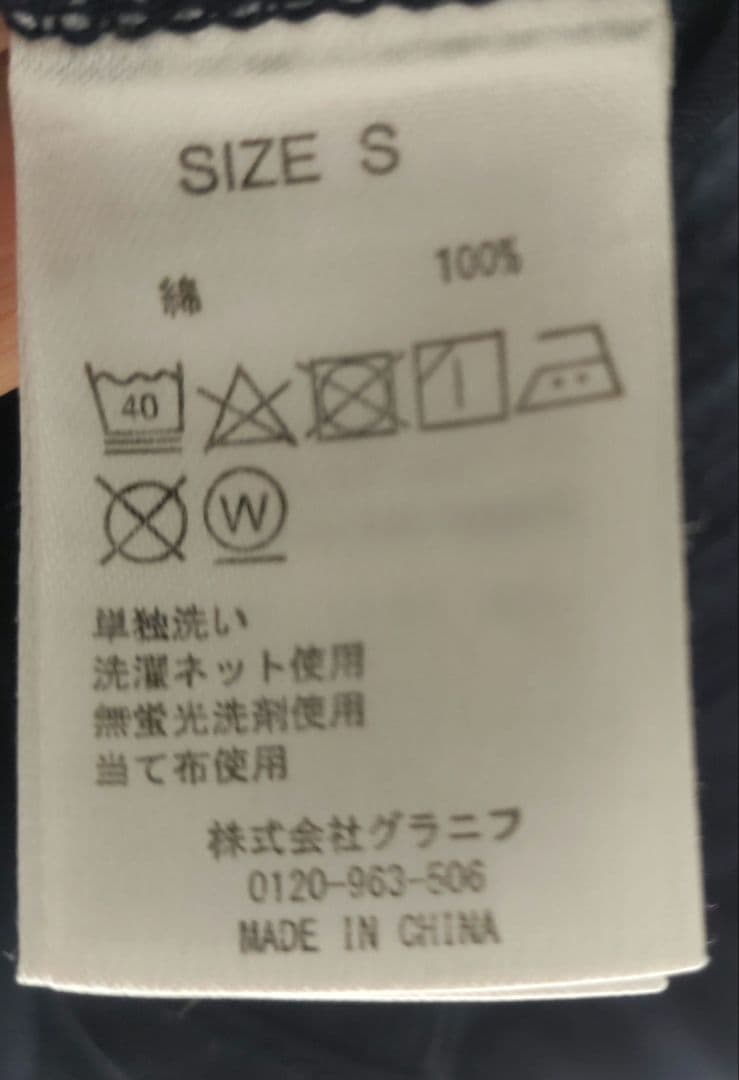 SIZE S
綿 100%
40
W
単独洗い
洗濯ネット使用
無蛍光洗剤使用
当て布使用
株式会社グラニフ
0120-963-506
MADE IN CHINA